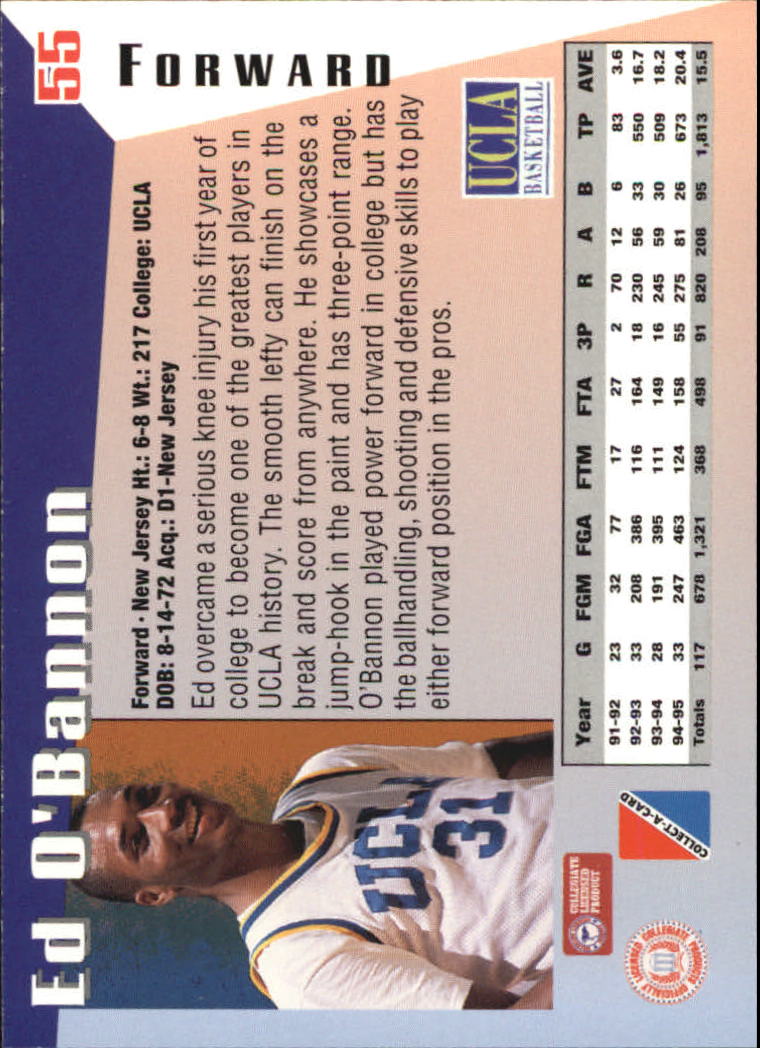 Ed O'Bannon
55
FORWARD
Forward · New Jersey Ht.: 6-8 Wt.: 217 College: UCLA
DOB: 8-14-72 Acq.: D1-New Jersey
Ed overcame a serious knee injury his first year of
college to become one of the greatest players in
UCLA history. The smooth lefty can finish on the
break and score from anywhere. He showcases a
jump-hook in the paint and has three-point range.
O'Bannon played power forward in college but has
the ballhandling, shooting and defensive skills to play
either forward position in the pros.
UCLA
BASKETBALL
UCLA
31
Year G FGM FGA FTM FTA 3P R A B TP AVE
91-92 23 32 77 17 27 2 70 12 6 83 3.6
92-93 33 208 386 116 164 18 230 56 33 550 16.7
93-94 28 191 395 111 149 16 245 59 30 509 18.2
94-95 33 247 463 124 158 55 275 81 26 673 20.4
Totals 117 678 1,321 368 498 91 820 208 95 1,813 15.5
COLLECT-A-CARD
COLLEGIATE
LICENSED
PRODUCT
OFFICIALLY LICENSED COLLEGIATE PRODUCTS